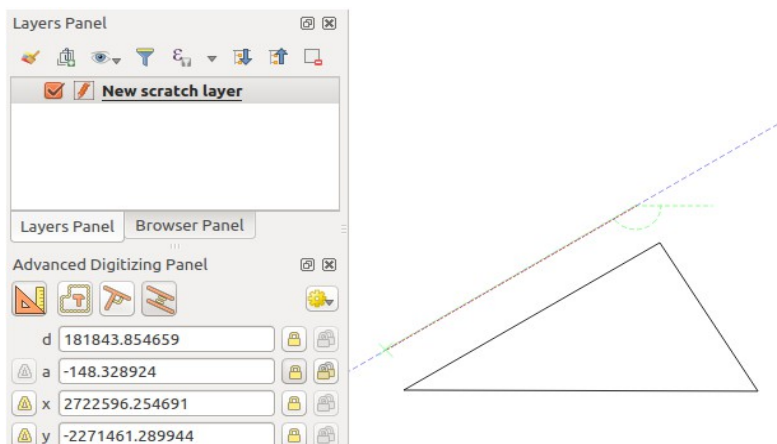 Layers Panel
New scratch layer
Layers Panel Browser Panel
Advanced Digitizing Panel
d 181843.854659
a -148.328924
x 2722596.254691
y -2271461.289944